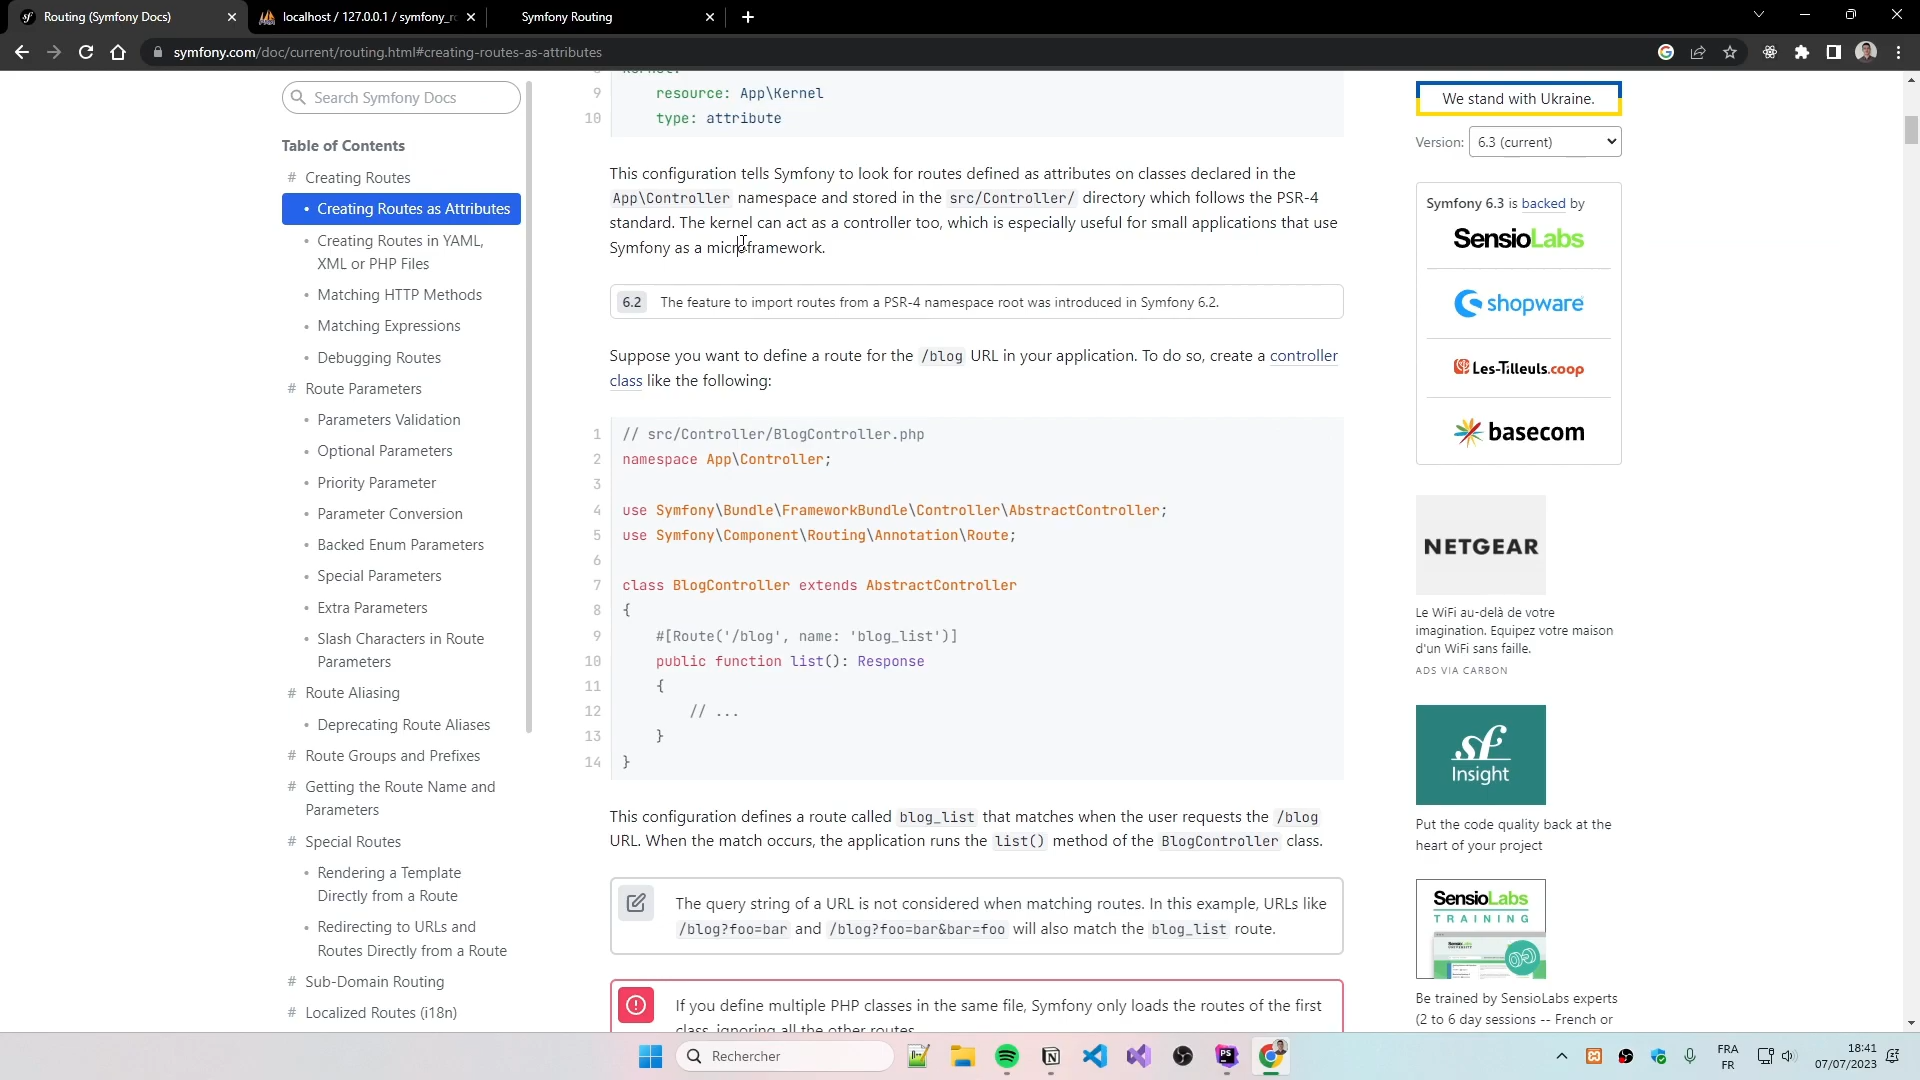 Routing (Symfony Docs)
localhost / 127.0.0.1 / symfony_ro
Symfony Routing
symfony.com/doc/current/routing.html#creating-routes-as-attributes
Search Symfony Docs
Table of Contents
# Creating Routes
• Creating Routes as Attributes
• Creating Routes in YAML,
XML or PHP Files
• Matching HTTP Methods
• Matching Expressions
• Debugging Routes
# Route Parameters
• Parameters Validation
• Optional Parameters
• Priority Parameter
• Parameter Conversion
• Backed Enum Parameters
• Special Parameters
• Extra Parameters
• Slash Characters in Route
Parameters
# Route Aliasing
• Deprecating Route Aliases
# Route Groups and Prefixes
# Getting the Route Name and
Parameters
# Special Routes
• Rendering a Template
Directly from a Route
• Redirecting to URLs and
Routes Directly from a Route
# Sub-Domain Routing
# Localized Routes (i18n)
9 resource: App\Kernel
10 type: attribute
This configuration tells Symfony to look for routes defined as attributes on classes declared in the
App\Controller namespace and stored in the src/Controller/ directory which follows the PSR-4
standard. The kernel can act as a controller too, which is especially useful for small applications that use
Symfony as a microframework.
6.2 The feature to import routes from a PSR-4 namespace root was introduced in Symfony 6.2.
Suppose you want to define a route for the /blog URL in your application. To do so, create a controller
class like the following:
1 // src/Controller/BlogController.php
2 namespace App\Controller;
3
4 use Symfony\Bundle\FrameworkBundle\Controller\AbstractController;
5 use Symfony\Component\Routing\Annotation\Route;
6
7 class BlogController extends AbstractController
8 {
9 #[Route('/blog', name: 'blog_list')]
10 public function list(): Response
11 {
12 // ...
13 }
14 }
This configuration defines a route called blog_list that matches when the user requests the /blog
URL. When the match occurs, the application runs the list() method of the BlogController class.
The query string of a URL is not considered when matching routes. In this example, URLs like
/blog?foo=bar and /blog?foo=bar&bar=foo will also match the blog_list route.
If you define multiple PHP classes in the same file, Symfony only loads the routes of the first
class, ignoring all the other routes.
We stand with Ukraine.
Version: 6.3 (current)
Symfony 6.3 is backed by
SensioLabs
shopware
Les-Tilleuls.coop
basecom
NETGEAR
Le WiFi au-delà de votre
imagination. Equipez votre maison
d'un WiFi sans faille.
ADS VIA CARBON
sf
Insight
Put the code quality back at the
heart of your project
SensioLabs
TRAINING
Be trained by SensioLabs experts
(2 to 6 day sessions -- French or
Rechercher
FRA
FR
18:41
07/07/2023